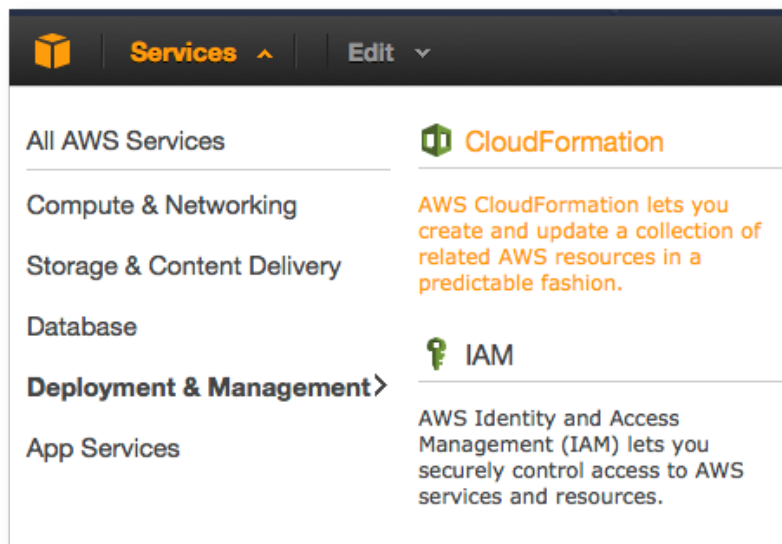 Services Edit
All AWS Services
Compute & Networking
Storage & Content Delivery
Database
Deployment & Management
App Services
CloudFormation
AWS CloudFormation lets you
create and update a collection of
related AWS resources in a
predictable fashion.
IAM
AWS Identity and Access
Management (IAM) lets you
securely control access to AWS
services and resources.